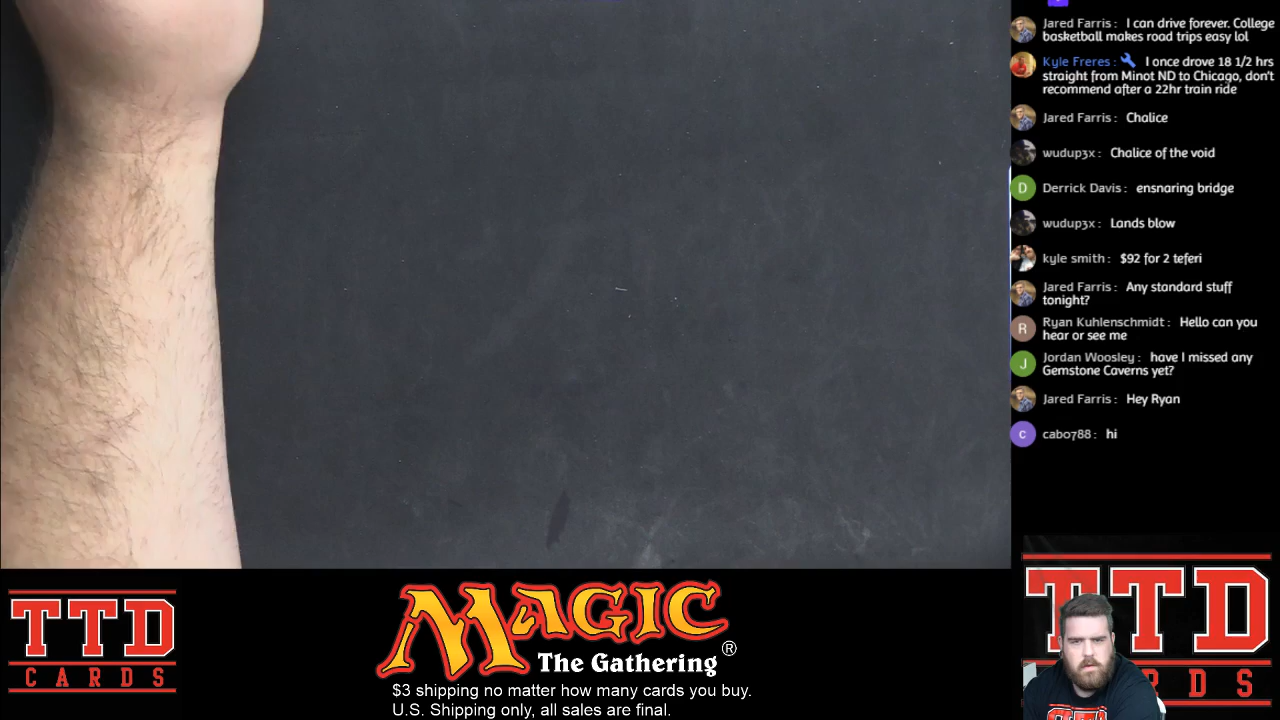 Jared Farris : I can drive forever. College
basketball makes road trips easy lol
Kyle Freres : I once drove 18 1/2 hrs
straight from Minot ND to Chicago, don't
recommend after a 22hr train ride
Jared Farris : Chalice
wudup3x : Chalice of the void
D Derrick Davis : ensnaring bridge
wudup3x : Lands blow
kyle smith : $92 for 2 teferi
Jared Farris : Any standard stuff
tonight?
R Ryan Kuhlenschmidt : Hello can you
hear or see me
J Jordan Woosley : have I missed any
Gemstone Caverns yet?
Jared Farris : Hey Ryan
c cabo788 : hi
TTD
CARDS
MAGIC
The Gathering®
$3 shipping no matter how many cards you buy.
U.S. Shipping only, all sales are final.
TTD
RDS